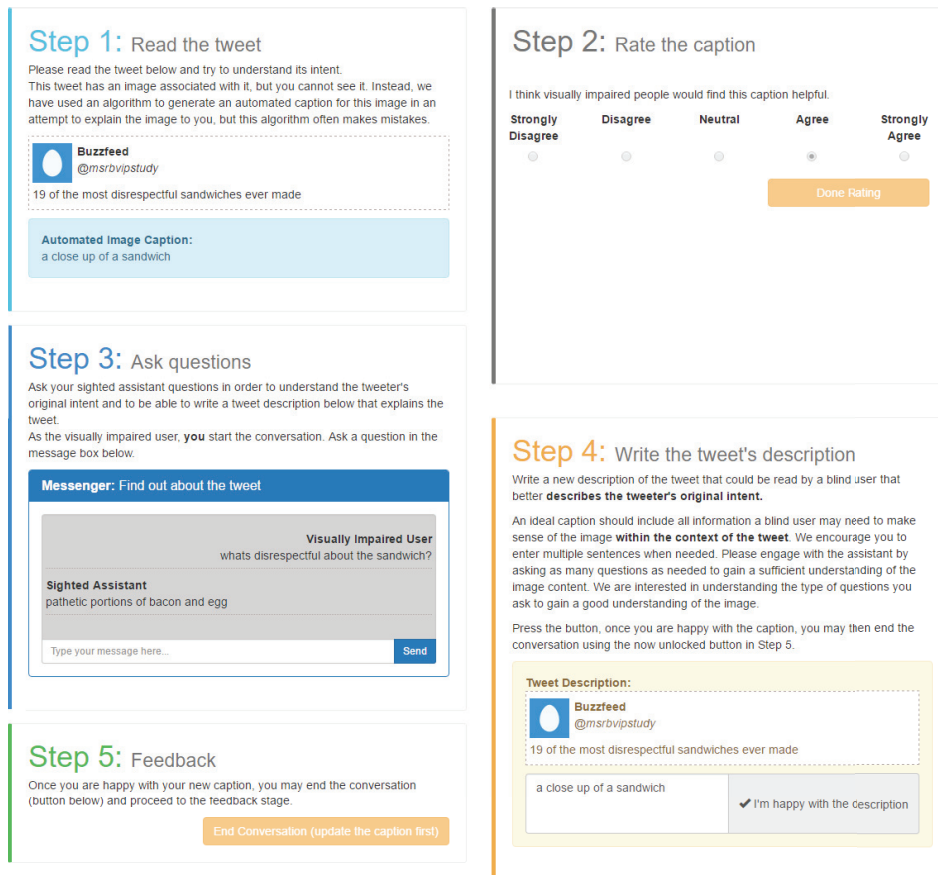 Step 1: Read the tweet
Please read the tweet below and try to understand its intent.
This tweet has an image associated with it, but you cannot see it. Instead, we
have used an algorithm to generate an automated caption for this image in an
attempt to explain the image to you, but this algorithm often makes mistakes.
Buzzfeed
@msrbvipstudy
19 of the most disrespectful sandwiches ever made
Automated Image Caption:
a close up of a sandwich
Step 2: Rate the caption
I think visually impaired people would find this caption helpful.
Strongly Disagree Neutral Agree Strongly
Disagree Agree
Done Rating
Step 3: Ask questions
Ask your sighted assistant questions in order to understand the tweeter's
original intent and to be able to write a tweet description below that explains the
tweet.
As the visually impaired user, you start the conversation. Ask a question in the
message box below.
Messenger: Find out about the tweet
Visually Impaired User
whats disrespectful about the sandwich?
Sighted Assistant
pathetic portions of bacon and egg
Type your message here...
Send
Step 4: Write the tweet's description
Write a new description of the tweet that could be read by a blind user that
better describes the tweeter's original intent.
An ideal caption should include all information a blind user may need to make
sense of the image within the context of the tweet. We encourage you to
enter multiple sentences when needed. Please engage with the assistant by
asking as many questions as needed to gain a sufficient understanding of the
image content. We are interested in understanding the type of questions you
ask to gain a good understanding of the image.
Press the button, once you are happy with the caption, you may then end the
conversation using the now unlocked button in Step 5.
Tweet Description:
Buzzfeed
@msrbvipstudy
19 of the most disrespectful sandwiches ever made
a close up of a sandwich
✔ I'm happy with the description
Step 5: Feedback
Once you are happy with your new caption, you may end the conversation
(button below) and proceed to the feedback stage.
End Conversation (update the caption first)